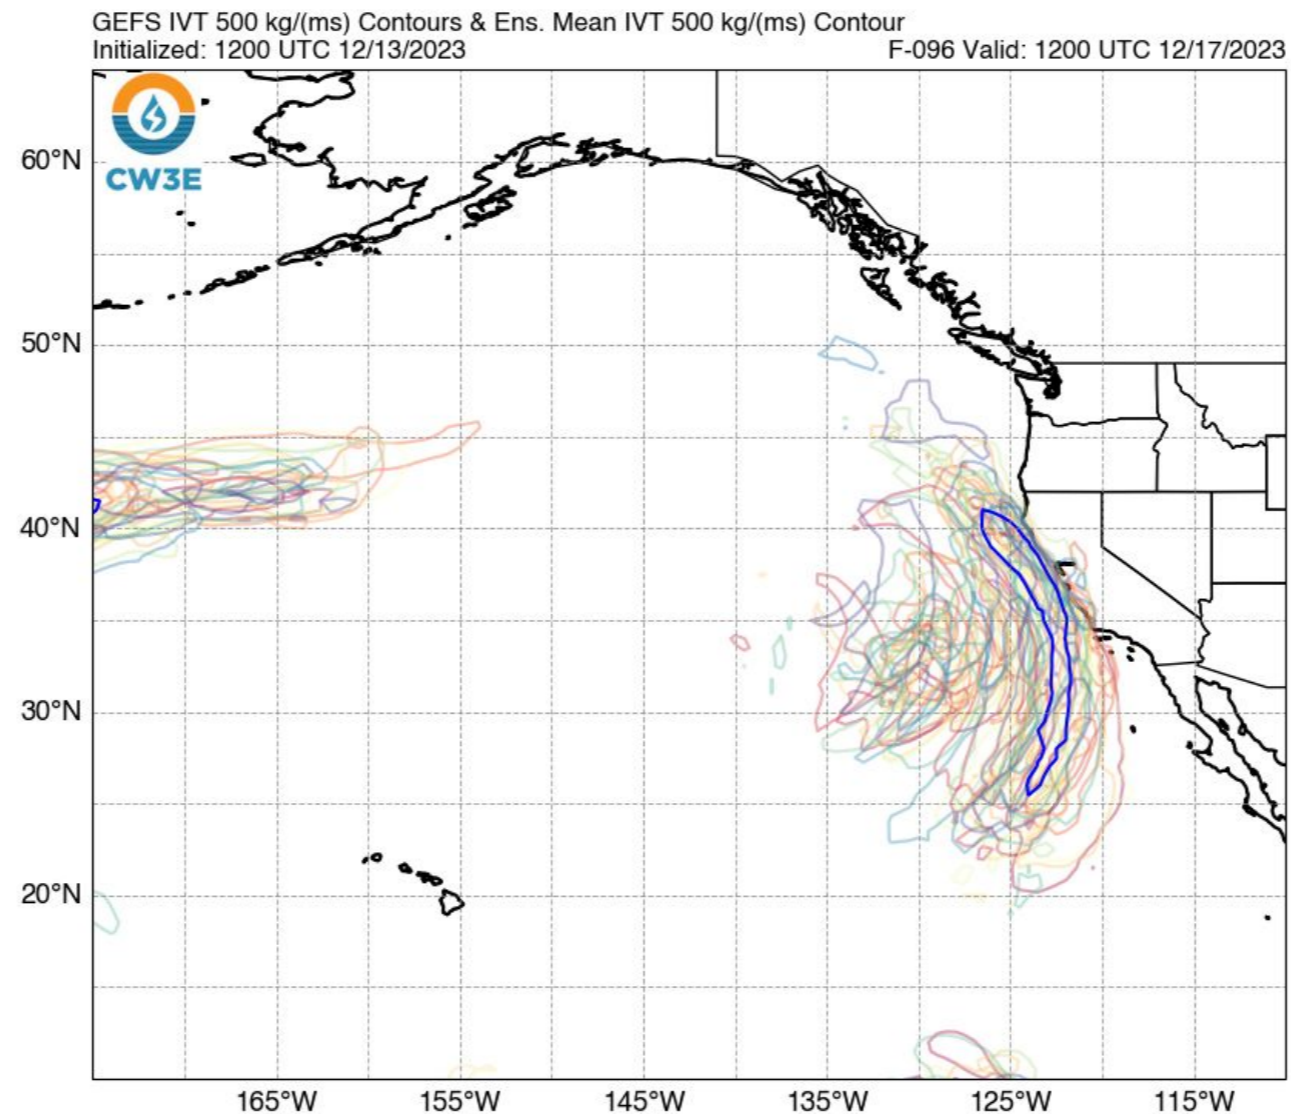 GEFS IVT 500 kg/(ms) Contours & Ens. Mean IVT 500 kg/(ms) Contour
Initialized: 1200 UTC 12/13/2023
F-096 Valid: 1200 UTC 12/17/2023
CW3E
60°N
50°N
40°N
30°N
20°N
165°W
155°W
145°W
135°W
125°W
115°W